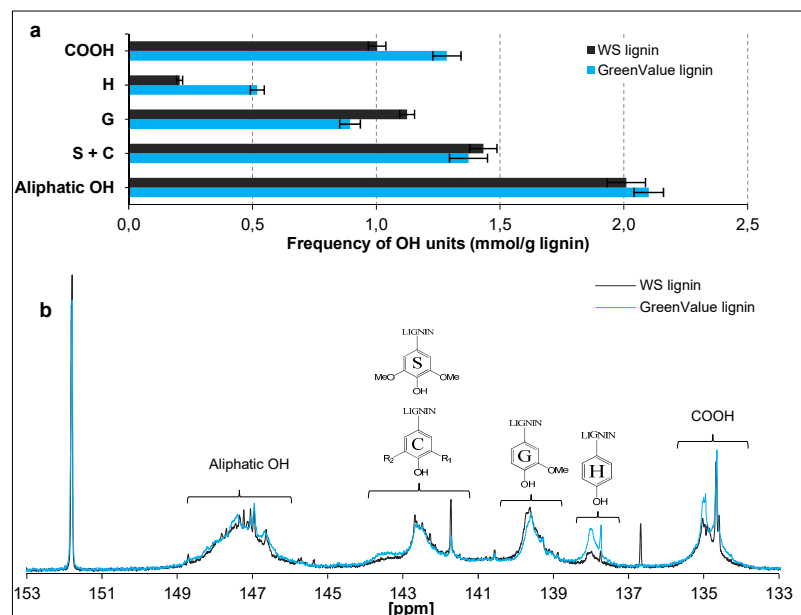 a
COOH
H
G
S + C
Aliphatic OH
WS lignin
GreenValue lignin
0,0 0,5 1,0 1,5 2,0 2,5
Frequency of OH units (mmol/g lignin)
b
WS lignin
GreenValue lignin
LIGNIN
S
MeO OMe
OH
LIGNIN
C
R2 R1
OH
LIGNIN
G
OMe
OH
LIGNIN
H
OH
Aliphatic OH
COOH
153 151 149 147 145 143 141 139 137 135 133
[ppm]